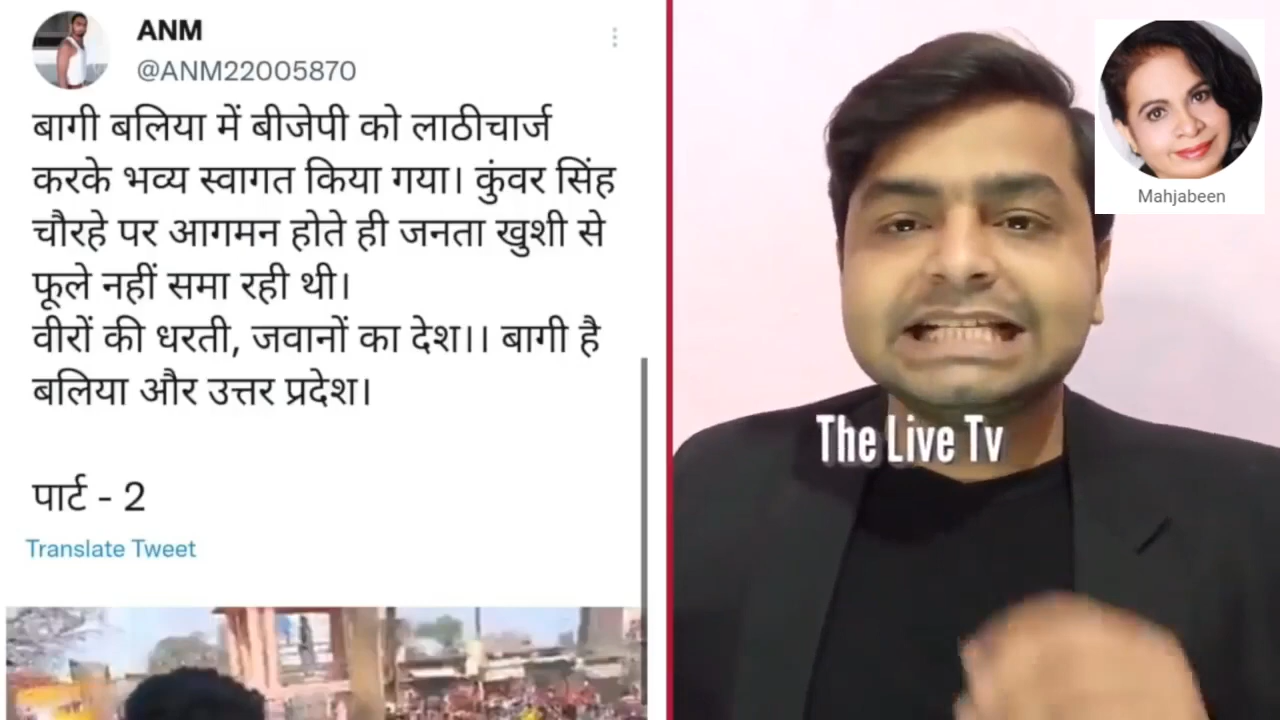 ANM
@ANM22005870
बागी बलिया में बीजेपी को लाठीचार्ज
करके भव्य स्वागत किया गया। कुंवर सिंह
चौरहे पर आगमन होते ही जनता खुशी से
फूले नहीं समा रही थी।
वीरों की धरती, जवानों का देश।। बागी है
बलिया और उत्तर प्रदेश।
पार्ट - 2
Translate Tweet
The Live Tv
Mahjabeen